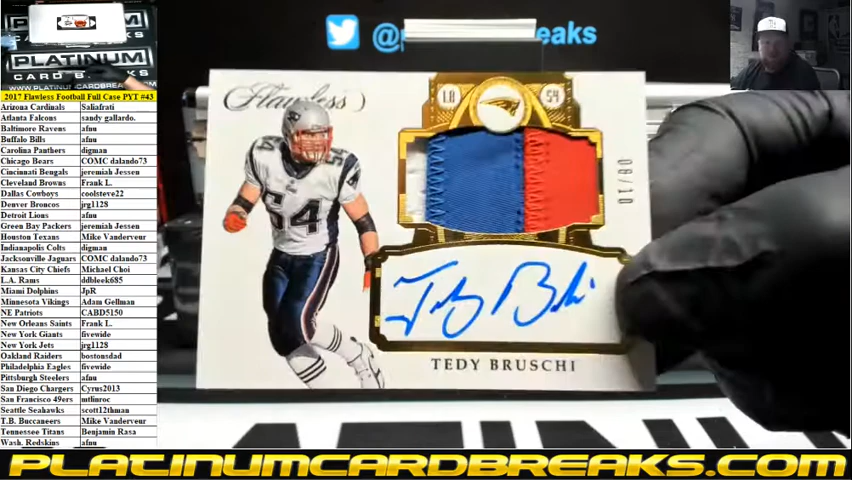 PLATINUM
CARD BREAKS
2017 Flawless Football Full Case PYT #43
Arizona Cardinals Saliafrati
Atlanta Falcons sandy gallardo.
Baltimore Ravens afnu
Buffalo Bills afnu
Carolina Panthers digman
Chicago Bears COMC dalando73
Cincinnati Bengals jeremiah Jessen
Cleveland Browns Frank L.
Dallas Cowboys coolsteve22
Denver Broncos jrg1128
Detroit Lions afnu
Green Bay Packers jeremiah Jessen
Houston Texans Mike Vanderveur
Indianapolis Colts digman
Jacksonville Jaguars COMC dalando73
Kansas City Chiefs Michael Choi
L.A. Rams ddbleek685
Miami Dolphins JpR
Minnesota Vikings Adam Gellman
NE Patriots CABD5150
New Orleans Saints Frank L.
New York Giants fivewide
New York Jets jrg1128
Oakland Raiders bostonsdad
Philadelphia Eagles fivewide
Pittsburgh Steelers afnu
San Diego Chargers Cyrus2013
San Francisco 49ers mtlinroc
Seattle Seahawks scott12thman
T.B. Buccaneers Mike Vanderveur
Tennessee Titans Benjamin Rasa
Wash. Redskins afnu
eaks
Flawless
LB
54
08/10
54
Tedy Bruschi
TEDY BRUSCHI
PLATINUMCARDBREAKS.COM